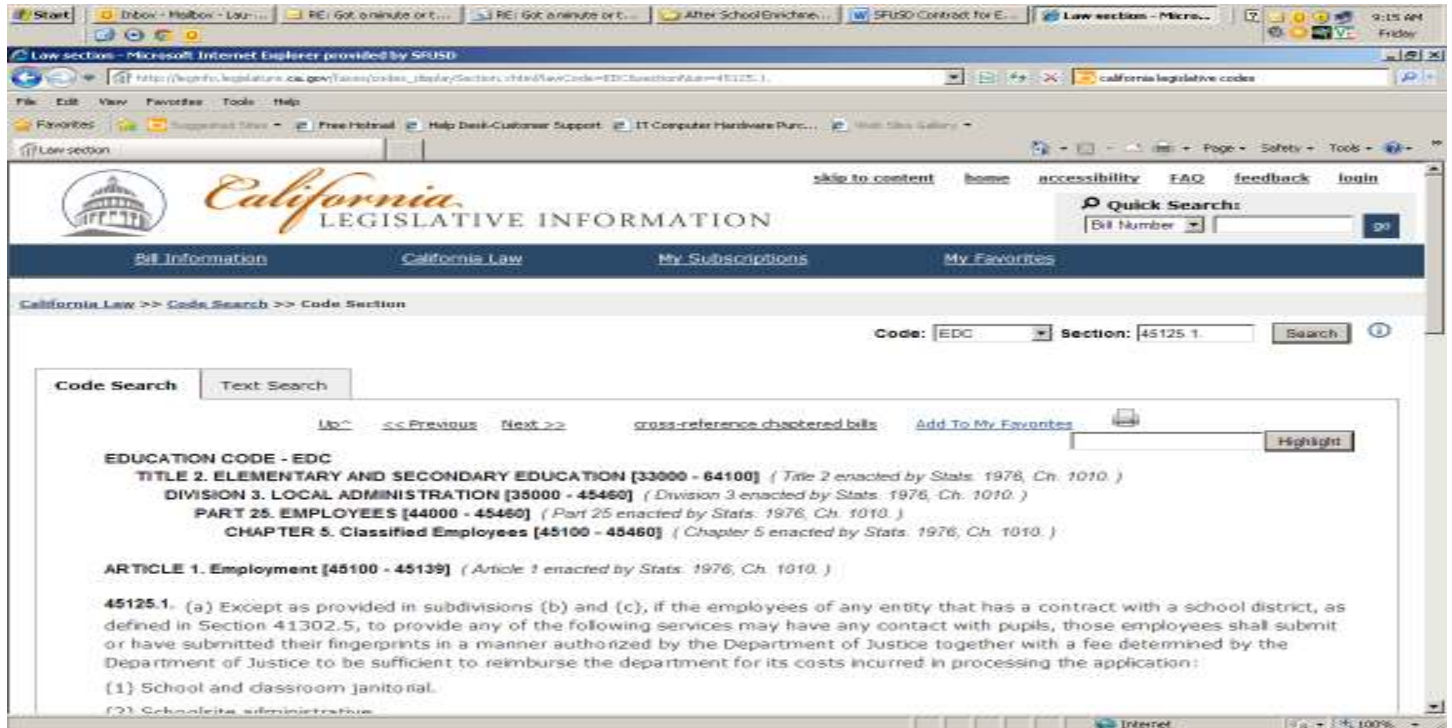 Start Inbox - Mailbox - Lau-... RE: Got a minute or t... RE: Got a minute or t... After School Enrichme... SFUSD Contract for E... Law section - Micro... 9:15 AM
Friday
Law section - Microsoft Internet Explorer provided by SFUSD
california legislative codes
File Edit View Favorites Tools Help
Favorites Suggested Sites Free Hotmail Help Desk-Customer Support IT Computer Hardware Purc... Web Slice Gallery
Law section Page Safety Tools
skip to content home accessibility FAQ feedback login
California
LEGISLATIVE INFORMATION
Quick Search:
Bill Number go
Bill Information California Law My Subscriptions My Favorites
California Law >> Code Search >> Code Section
Code: EDC Section: 45125.1. Search
Code Search Text Search
Up^ << Previous Next >> cross-reference chaptered bills Add To My Favorites
Highlight
EDUCATION CODE - EDC
TITLE 2. ELEMENTARY AND SECONDARY EDUCATION [33000 - 64100] ( Title 2 enacted by Stats. 1976, Ch. 1010. )
DIVISION 3. LOCAL ADMINISTRATION [35000 - 45460] ( Division 3 enacted by Stats. 1976, Ch. 1010. )
PART 25. EMPLOYEES [44000 - 45460] ( Part 25 enacted by Stats. 1976, Ch. 1010. )
CHAPTER 5. Classified Employees [45100 - 45460] ( Chapter 5 enacted by Stats. 1976, Ch. 1010. )
ARTICLE 1. Employment [45100 - 45139] ( Article 1 enacted by Stats. 1976, Ch. 1010. )
45125.1. (a) Except as provided in subdivisions (b) and (c), if the employees of any entity that has a contract with a school district, as
defined in Section 41302.5, to provide any of the following services may have any contact with pupils, those employees shall submit
or have submitted their fingerprints in a manner authorized by the Department of Justice together with a fee determined by the
Department of Justice to be sufficient to reimburse the department for its costs incurred in processing the application:
(1) School and classroom janitorial.
(2) Schoolsite administrative.
Internet 100%